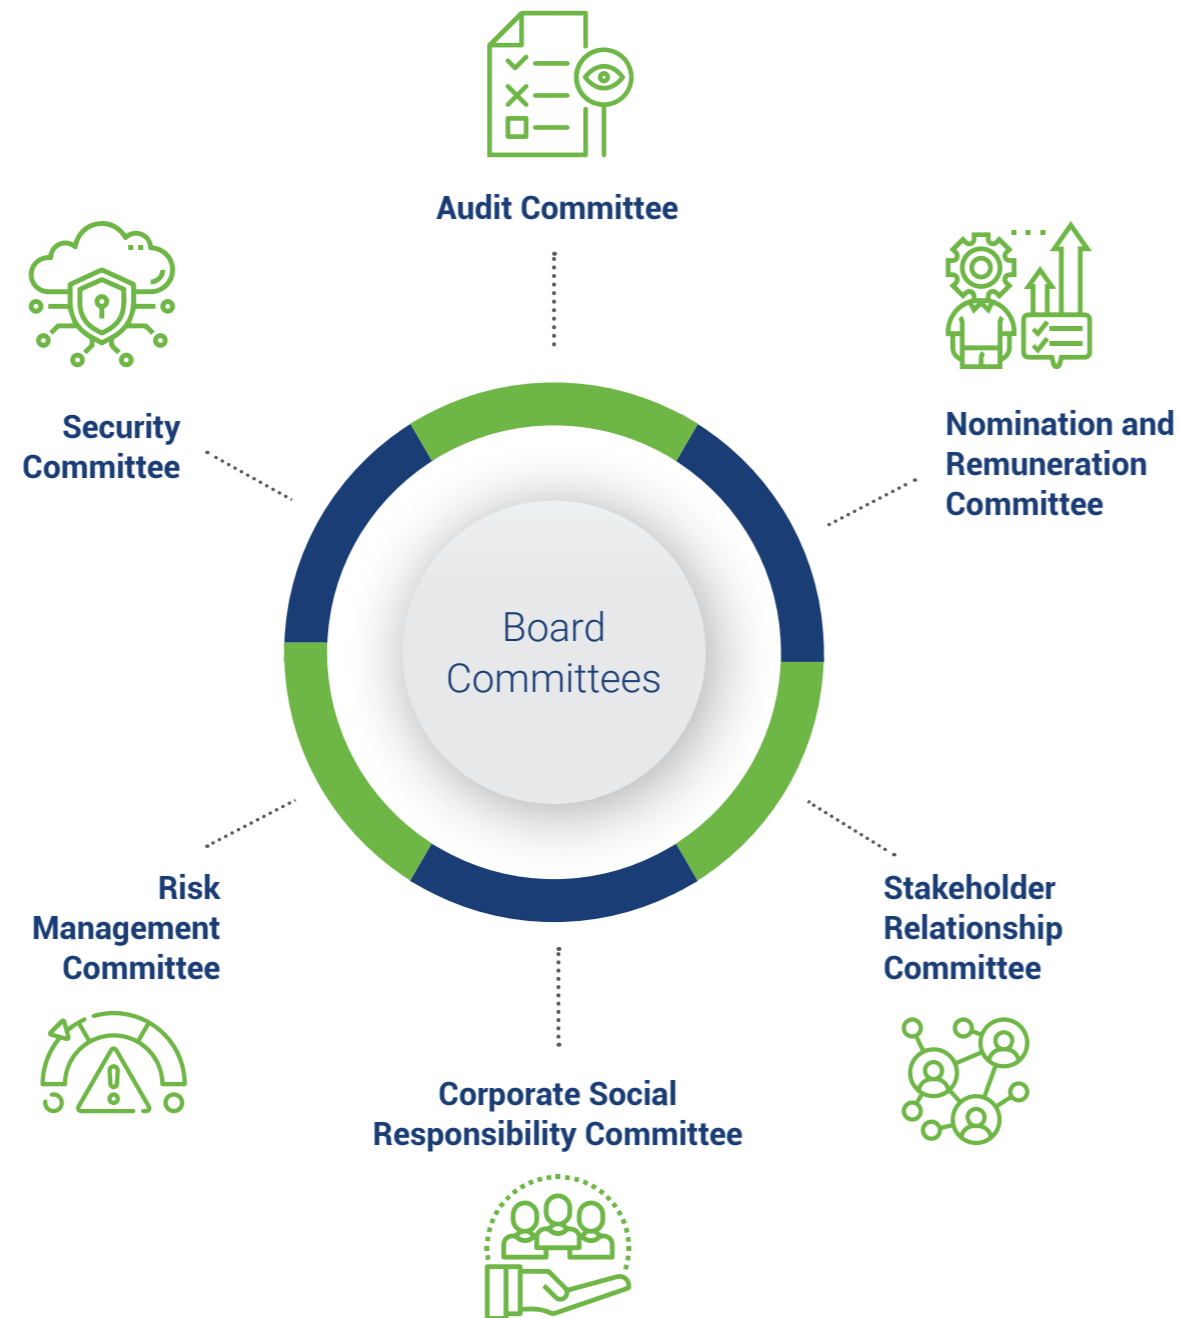 Audit Committee
Nomination and
Remuneration
Committee
Security
Committee
Board
Committees
Risk
Management
Committee
Stakeholder
Relationship
Committee
Corporate Social
Responsibility Committee